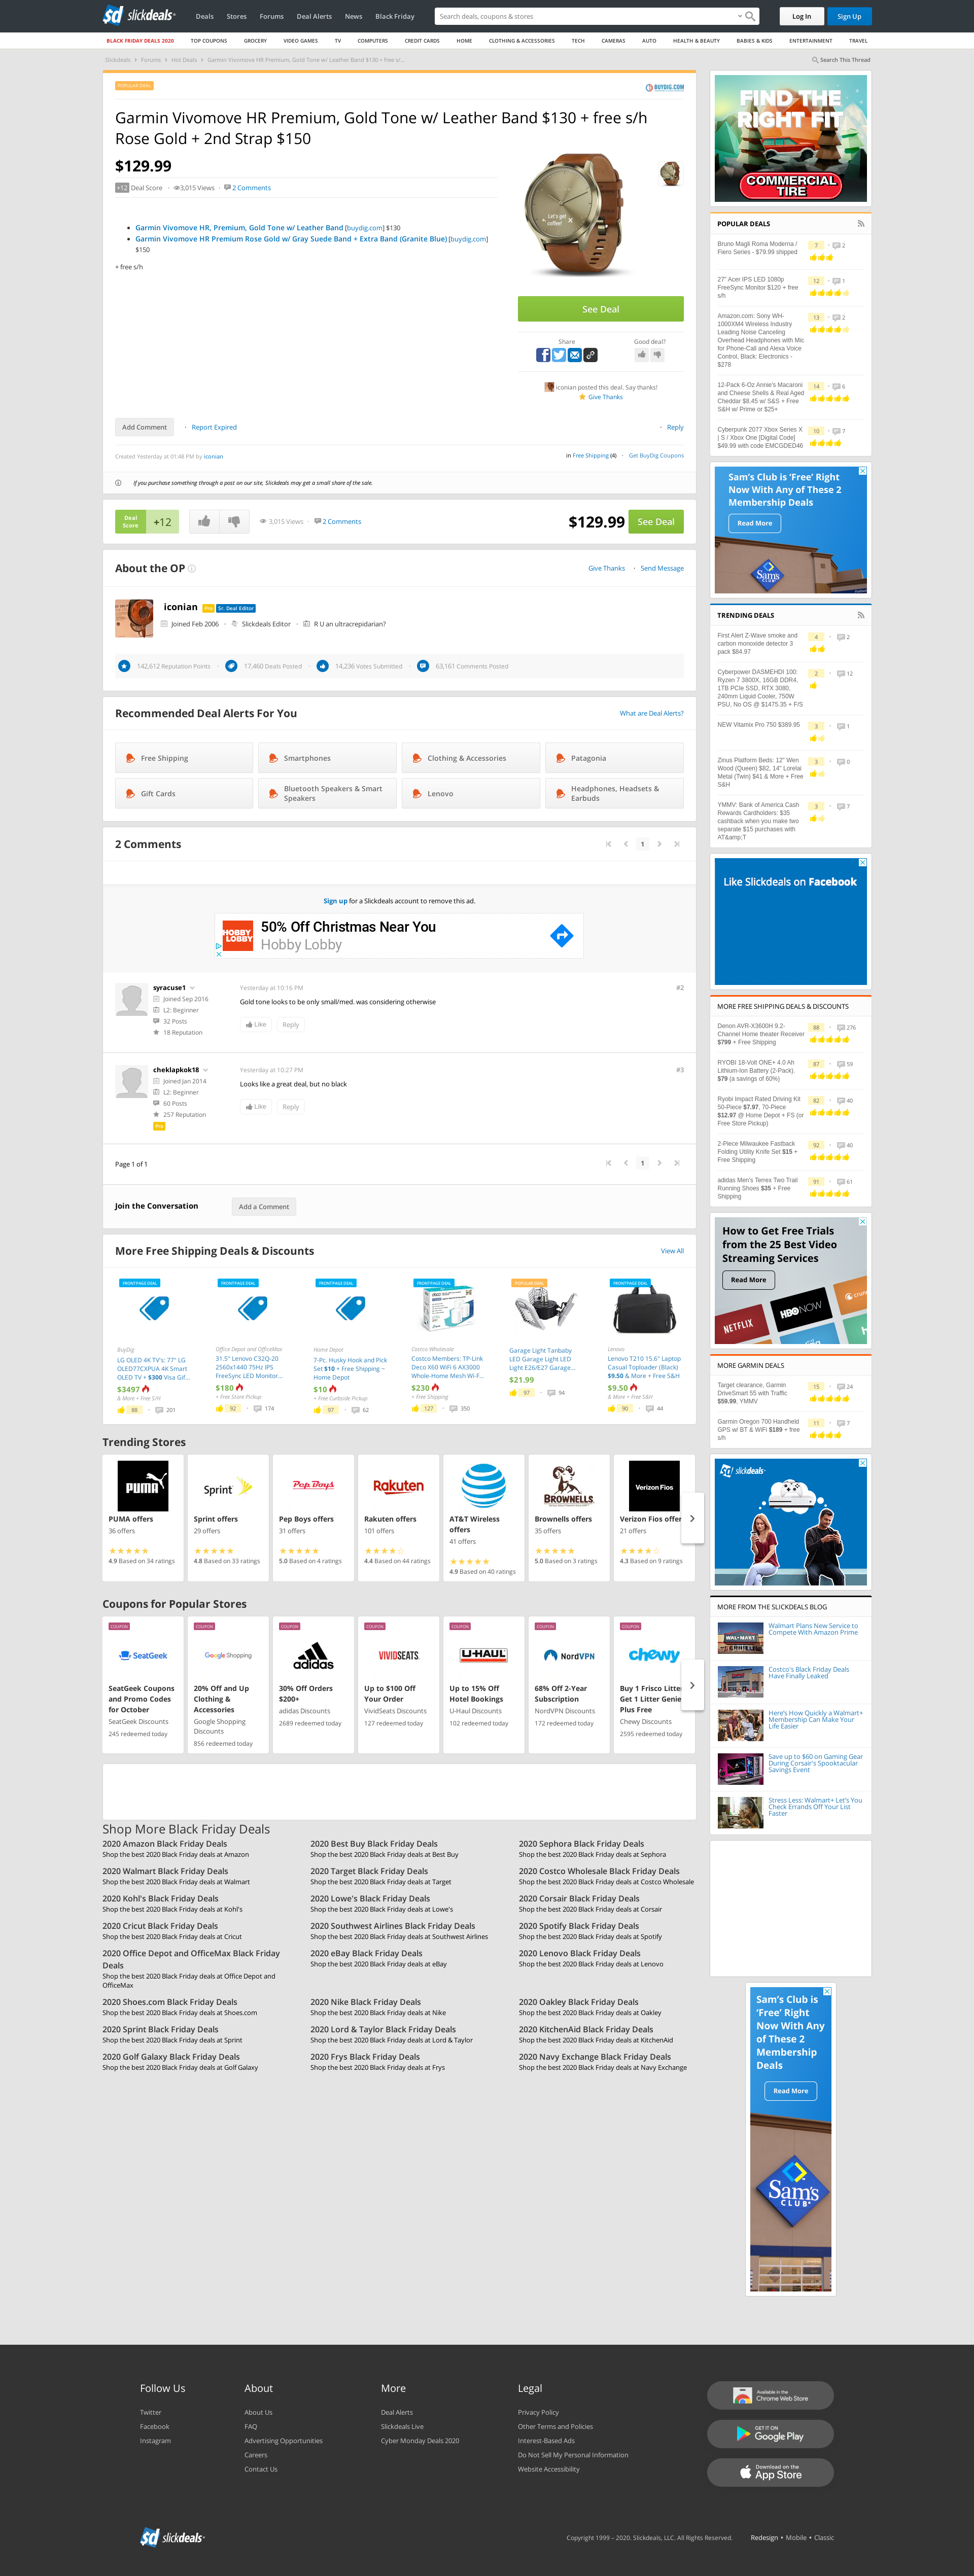 slickdeals
Deals
Stores
Forums
Deal Alerts
News
Black Friday
Search deals, coupons & stores
Log In
Sign Up
BLACK FRIDAY DEALS 2020
TOP COUPONS
GROCERY
VIDEO GAMES
TV
COMPUTERS
CREDIT CARDS
HOME
CLOTHING & ACCESSORIES
TECH
CAMERAS
AUTO
HEALTH & BEAUTY
BABIES & KIDS
ENTERTAINMENT
TRAVEL
Slickdeals › Forums › Hot Deals › Garmin Vivomove HR Premium, Gold Tone w/ Leather Band $130 + free s/...
Search This Thread
POPULAR DEAL
BUYDIG.COM
Garmin Vivomove HR Premium, Gold Tone w/ Leather Band $130 + free s/h
Rose Gold + 2nd Strap $150
$129.99
+12 Deal Score
3,015 Views
2 Comments
Garmin Vivomove HR, Premium, Gold Tone w/ Leather Band [buydig.com] $130
Garmin Vivomove HR Premium Rose Gold w/ Gray Suede Band + Extra Band (Granite Blue) [buydig.com]
$150
+ free s/h
Let's get
coffee?
See Deal
Share
Good deal?
iconian posted this deal. Say thanks!
Give Thanks
Add Comment
Report Expired
Reply
Created Yesterday at 01:48 PM by iconian
in Free Shipping (4)
Get BuyDig Coupons
If you purchase something through a post on our site, Slickdeals may get a small share of the sale.
Deal
Score
+12
3,015 Views
2 Comments
$129.99
See Deal
About the OP
Give Thanks
Send Message
iconian
Pro
Sr. Deal Editor
Joined Feb 2006
Slickdeals Editor
R U an ultracrepidarian?
142,612 Reputation Points
17,460 Deals Posted
14,236 Votes Submitted
63,161 Comments Posted
Recommended Deal Alerts For You
What are Deal Alerts?
Free Shipping
Smartphones
Clothing & Accessories
Patagonia
Gift Cards
Bluetooth Speakers & Smart
Speakers
Lenovo
Headphones, Headsets &
Earbuds
2 Comments
1
Sign up for a Slickdeals account to remove this ad.
HOBBY
LOBBY
50% Off Christmas Near You
Hobby Lobby
syracuse1
Joined Sep 2016
L2: Beginner
32 Posts
18 Reputation
Yesterday at 10:16 PM
#2
Gold tone looks to be only small/med. was considering otherwise
Like
Reply
cheklapkok18
Joined Jan 2014
L2: Beginner
60 Posts
257 Reputation
Pro
Yesterday at 10:27 PM
#3
Looks like a great deal, but no black
Like
Reply
Page 1 of 1
1
Join the Conversation
Add a Comment
More Free Shipping Deals & Discounts
View All
FRONTPAGE DEAL
BuyDig
LG OLED 4K TV's: 77" LG
OLED77CXPUA 4K Smart
OLED TV + $300 Visa Gif...
$3497
& More + Free S/H
88
201
FRONTPAGE DEAL
Office Depot and OfficeMax
31.5" Lenovo C32Q-20
2560x1440 75Hz IPS
FreeSync LED Monitor...
$180
+ Free Store Pickup
92
174
FRONTPAGE DEAL
Home Depot
7-Pc. Husky Hook and Pick
Set $10 + Free Shipping ~
Home Depot
$10
+ Free Curbside Pickup
97
62
FRONTPAGE DEAL
Costco Wholesale
Costco Members: TP-Link
Deco X60 WiFi 6 AX3000
Whole-Home Mesh Wi-F...
$230
+ Free Shipping
127
350
POPULAR DEAL
Garage Light Tanbaby
LED Garage Light LED
Light E26/E27 Garage...
$21.99
97
94
FRONTPAGE DEAL
Lenovo
Lenovo T210 15.6" Laptop
Casual Toploader (Black)
$9.50 & More + Free S&H
$9.50
& More + Free S&H
90
44
Trending Stores
PUMA
PUMA offers
36 offers
4.9 Based on 34 ratings
Sprint
Sprint offers
29 offers
4.8 Based on 33 ratings
Pep Boys
Pep Boys offers
31 offers
5.0 Based on 4 ratings
Rakuten
Rakuten offers
101 offers
4.4 Based on 44 ratings
AT&T Wireless
offers
41 offers
4.9 Based on 40 ratings
BROWNELLS
Brownells offers
35 offers
5.0 Based on 3 ratings
Verizon Fios
Verizon Fios offer
21 offers
4.3 Based on 9 ratings
Coupons for Popular Stores
COUPON
SeatGeek
SeatGeek Coupons
and Promo Codes
for October
SeatGeek Discounts
245 redeemed today
COUPON
Google Shopping
20% Off and Up
Clothing &
Accessories
Google Shopping
Discounts
856 redeemed today
COUPON
adidas
30% Off Orders
$200+
adidas Discounts
2689 redeemed today
COUPON
VIVIDSEATS
Up to $100 Off
Your Order
VividSeats Discounts
127 redeemed today
COUPON
U-HAUL
Up to 15% Off
Hotel Bookings
U-Haul Discounts
102 redeemed today
COUPON
NordVPN
68% Off 2-Year
Subscription
NordVPN Discounts
172 redeemed today
COUPON
chewy
Buy 1 Frisco Litter
Get 1 Litter Genie
Plus Free
Chewy Discounts
2595 redeemed today
Shop More Black Friday Deals
2020 Amazon Black Friday Deals
Shop the best 2020 Black Friday deals at Amazon
2020 Best Buy Black Friday Deals
Shop the best 2020 Black Friday deals at Best Buy
2020 Sephora Black Friday Deals
Shop the best 2020 Black Friday deals at Sephora
2020 Walmart Black Friday Deals
Shop the best 2020 Black Friday deals at Walmart
2020 Target Black Friday Deals
Shop the best 2020 Black Friday deals at Target
2020 Costco Wholesale Black Friday Deals
Shop the best 2020 Black Friday deals at Costco Wholesale
2020 Kohl's Black Friday Deals
Shop the best 2020 Black Friday deals at Kohl's
2020 Lowe's Black Friday Deals
Shop the best 2020 Black Friday deals at Lowe's
2020 Corsair Black Friday Deals
Shop the best 2020 Black Friday deals at Corsair
2020 Cricut Black Friday Deals
Shop the best 2020 Black Friday deals at Cricut
2020 Southwest Airlines Black Friday Deals
Shop the best 2020 Black Friday deals at Southwest Airlines
2020 Spotify Black Friday Deals
Shop the best 2020 Black Friday deals at Spotify
2020 Office Depot and OfficeMax Black Friday
Deals
Shop the best 2020 Black Friday deals at Office Depot and
OfficeMax
2020 eBay Black Friday Deals
Shop the best 2020 Black Friday deals at eBay
2020 Lenovo Black Friday Deals
Shop the best 2020 Black Friday deals at Lenovo
2020 Shoes.com Black Friday Deals
Shop the best 2020 Black Friday deals at Shoes.com
2020 Nike Black Friday Deals
Shop the best 2020 Black Friday deals at Nike
2020 Oakley Black Friday Deals
Shop the best 2020 Black Friday deals at Oakley
2020 Sprint Black Friday Deals
Shop the best 2020 Black Friday deals at Sprint
2020 Lord & Taylor Black Friday Deals
Shop the best 2020 Black Friday deals at Lord & Taylor
2020 KitchenAid Black Friday Deals
Shop the best 2020 Black Friday deals at KitchenAid
2020 Golf Galaxy Black Friday Deals
Shop the best 2020 Black Friday deals at Golf Galaxy
2020 Frys Black Friday Deals
Shop the best 2020 Black Friday deals at Frys
2020 Navy Exchange Black Friday Deals
Shop the best 2020 Black Friday deals at Navy Exchange
FIND THE
RIGHT FIT
COMMERCIAL
TIRE
POPULAR DEALS
Bruno Magli Roma Moderna /
Fiero Series - $79.99 shipped
7
2
27" Acer IPS LED 1080p
FreeSync Monitor $120 + free
s/h
12
1
Amazon.com: Sony WH-
1000XM4 Wireless Industry
Leading Noise Canceling
Overhead Headphones with Mic
for Phone-Call and Alexa Voice
Control, Black: Electronics -
$278
13
2
12-Pack 6-Oz Annie's Macaroni
and Cheese Shells & Real Aged
Cheddar $8.45 w/ S&S + Free
S&H w/ Prime or $25+
14
6
Cyberpunk 2077 Xbox Series X
| S / Xbox One [Digital Code]
$49.99 with code EMCGDED46
10
7
Sam's Club is 'Free' Right
Now With Any of These 2
Membership Deals
Read More
Sam's
CLUB
TRENDING DEALS
First Alert Z-Wave smoke and
carbon monoxide detector 3
pack $84.97
4
2
Cyberpower DASMEHDI 100:
Ryzen 7 3800X, 16GB DDR4,
1TB PCIe SSD, RTX 3080,
240mm Liquid Cooler, 750W
PSU, No OS @ $1475.35 + F/S
2
12
NEW Vitamix Pro 750 $389.95
3
1
Zinus Platform Beds: 12" Wen
Wood (Queen) $82, 14" Lorelai
Metal (Twin) $41 & More + Free
S&H
3
0
YMMV: Bank of America Cash
Rewards Cardholders: $35
cashback when you make two
separate $15 purchases with
AT&amp;T
3
7
Like Slickdeals on Facebook
MORE FREE SHIPPING DEALS & DISCOUNTS
Denon AVR-X3600H 9.2-
Channel Home theater Receiver
$799 + Free Shipping
88
276
RYOBI 18-Volt ONE+ 4.0 Ah
Lithium-Ion Battery (2-Pack).
$79 (a savings of 60%)
87
59
Ryobi Impact Rated Driving Kit
50-Piece $7.97, 70-Piece
$12.97 @ Home Depot + FS (or
Free Store Pickup)
82
40
2-Piece Milwaukee Fastback
Folding Utility Knife Set $15 +
Free Shipping
92
40
adidas Men's Terrex Two Trail
Running Shoes $35 + Free
Shipping
91
61
How to Get Free Trials
from the 25 Best Video
Streaming Services
Read More
NETFLIX
HBO NOW
crunchyroll
MORE GARMIN DEALS
Target clearance, Garmin
DriveSmart 55 with Traffic
$59.99, YMMV
15
24
Garmin Oregon 700 Handheld
GPS w/ BT & WiFi $189 + free
s/h
11
7
slickdeals
MORE FROM THE SLICKDEALS BLOG
WAL★MART
Walmart Plans New Service to
Compete With Amazon Prime
Costco's Black Friday Deals
Have Finally Leaked
Here's How Quickly a Walmart+
Membership Can Make Your
Life Easier
Save up to $60 on Gaming Gear
During Corsair's Spooktacular
Savings Event
Stress Less: Walmart+ Let's You
Check Errands Off Your List
Faster
Sam's Club is
'Free' Right
Now With Any
of These 2
Membership
Deals
Read More
Sam's
CLUB
Follow Us
Twitter
Facebook
Instagram
About
About Us
FAQ
Advertising Opportunities
Careers
Contact Us
More
Deal Alerts
Slickdeals Live
Cyber Monday Deals 2020
Legal
Privacy Policy
Other Terms and Policies
Interest-Based Ads
Do Not Sell My Personal Information
Website Accessibility
Available in the
Chrome Web Store
GET IT ON
Google Play
Download on the
App Store
slickdeals
Copyright 1999 – 2020. Slickdeals, LLC. All Rights Reserved.
Redesign • Mobile • Classic